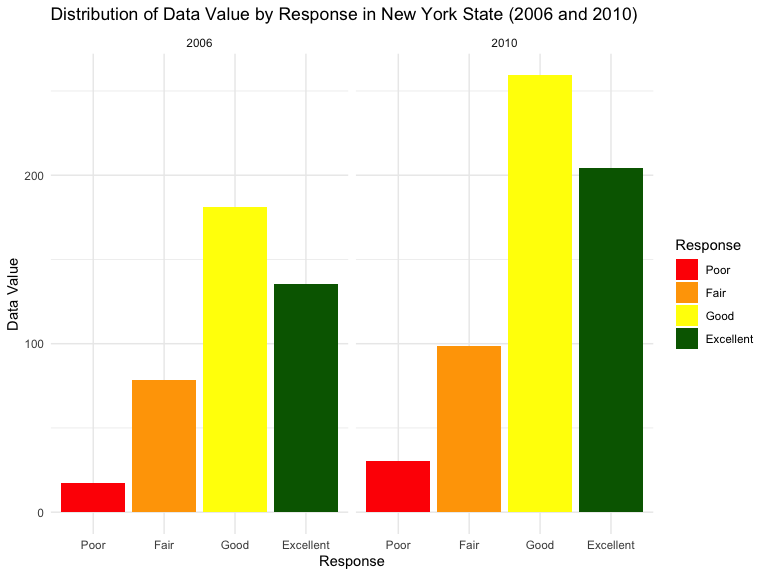 Distribution of Data Value by Response in New York State (2006 and 2010)
2006
2010
200
100
0
Data Value
Poor
Fair
Good
Excellent
Poor
Fair
Good
Excellent
Response
Response
Poor
Fair
Good
Excellent